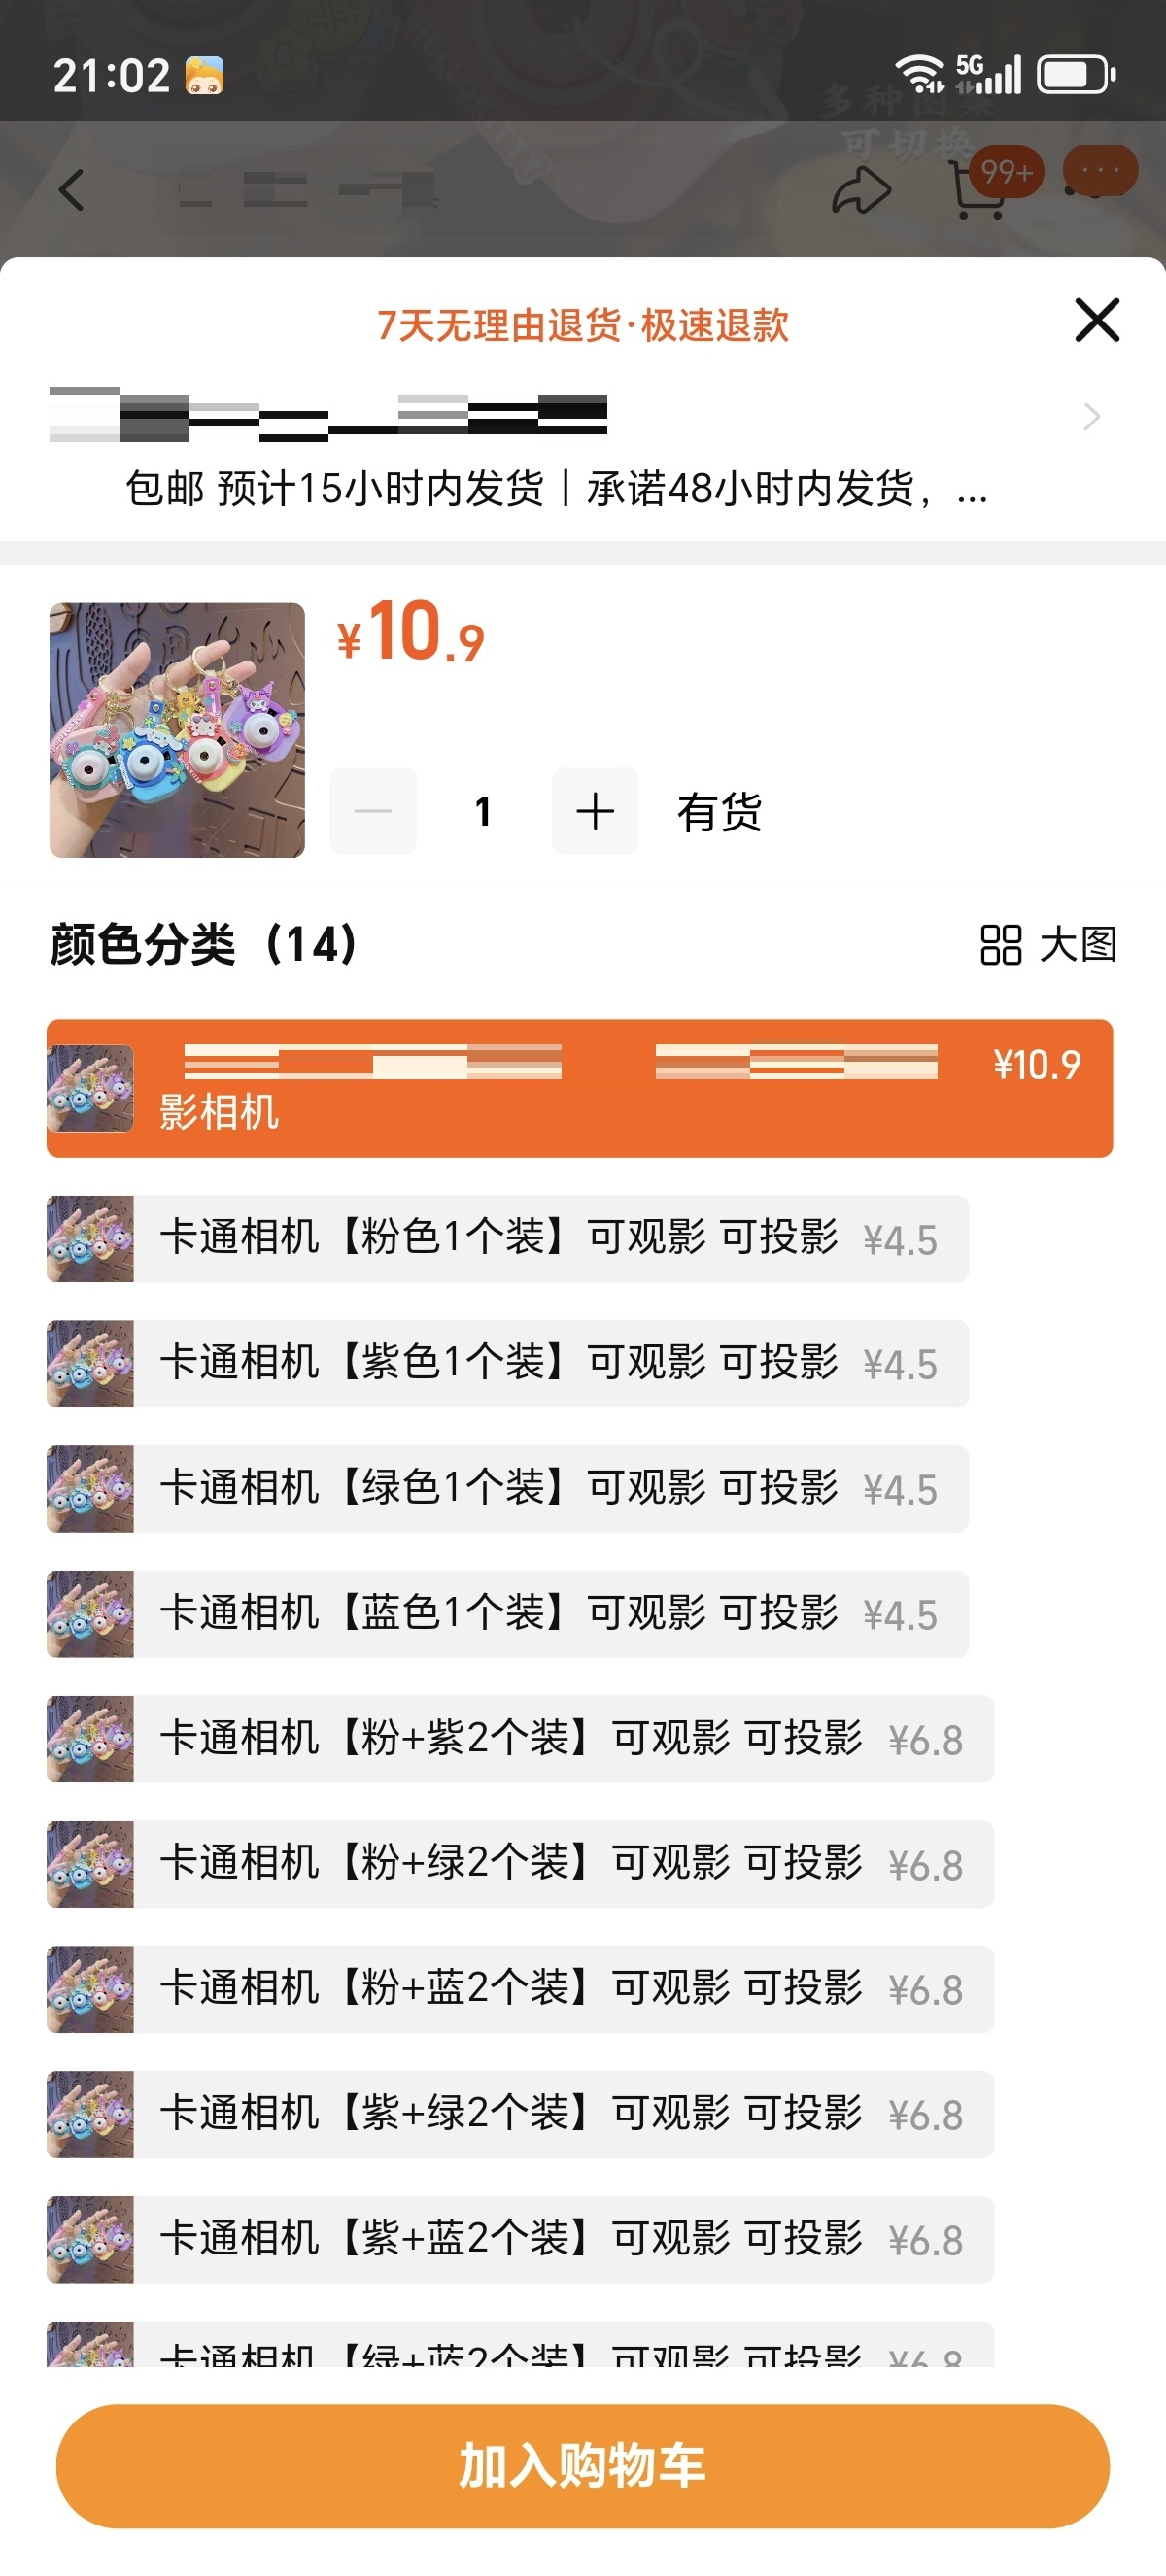 21:02
5G
多种图案
可切换
99+
7天无理由退货·极速退款
包邮 预计15小时内发货丨承诺48小时内发货，...
¥10.9
1
有货
颜色分类（14）
大图
¥10.9
影相机
卡通相机【粉色1个装】可观影 可投影 ¥4.5
卡通相机【紫色1个装】可观影 可投影 ¥4.5
卡通相机【绿色1个装】可观影 可投影 ¥4.5
卡通相机【蓝色1个装】可观影 可投影 ¥4.5
卡通相机【粉+紫2个装】可观影 可投影 ¥6.8
卡通相机【粉+绿2个装】可观影 可投影 ¥6.8
卡通相机【粉+蓝2个装】可观影 可投影 ¥6.8
卡通相机【紫+绿2个装】可观影 可投影 ¥6.8
卡通相机【紫+蓝2个装】可观影 可投影 ¥6.8
卡通相机【绿+蓝2个装】可观影 可投影 ¥6.8
加入购物车